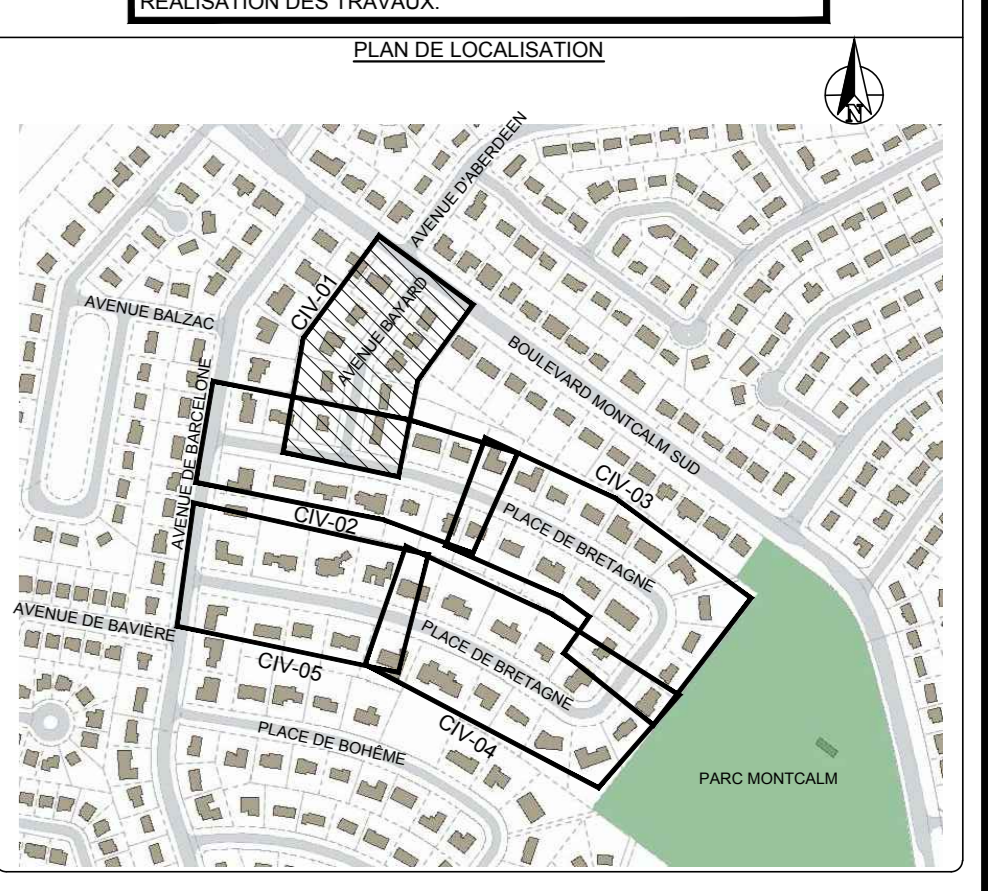 RÉALISATION DES TRAVAUX.
PLAN DE LOCALISATION
N
AVENUE D'ABERDEEN
CIV-01
AVENUE BAYARD
AVENUE BALZAC
BOULEVARD MONTCALM SUD
AVENUE DE BARCELONE
CIV-03
CIV-02
PLACE DE BRETAGNE
AVENUE DE BAVIÈRE
PLACE DE BRETAGNE
CIV-05
CIV-04
PLACE DE BOHÊME
PARC MONTCALM